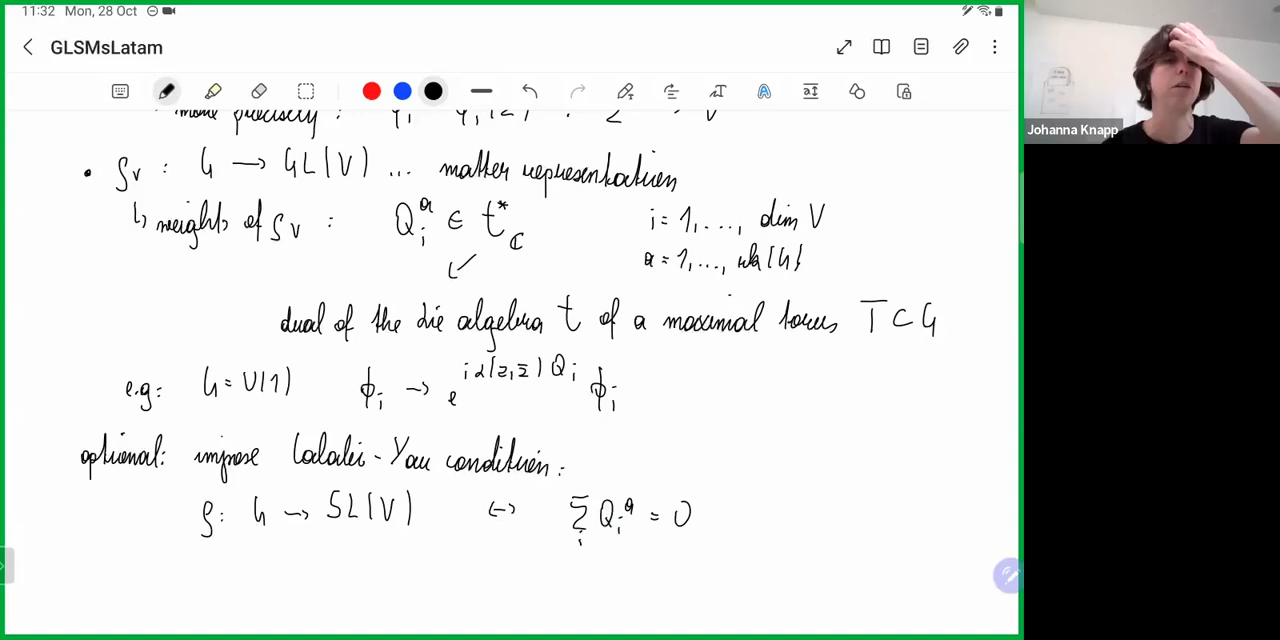 11:32 Mon, 28 Oct
GLSMsLatam
more precisely :
• ρ_V : G → GL(V) ... matter representation
↳ weights of ρ_V : Q_i^a ∈ t*_C i = 1, ..., dim V
a = 1, ..., rk(G)
dual of the Lie algebra t of a maximal torus T ⊂ G
e.g: G = U(1) ϕ_i → e^{iα(z,z̄)Q_i} ϕ_i
optional: impose Calabi-Yau condition:
ρ: G → SL(V) ↔ Σ_i Q_i^a = 0
Johanna Knapp